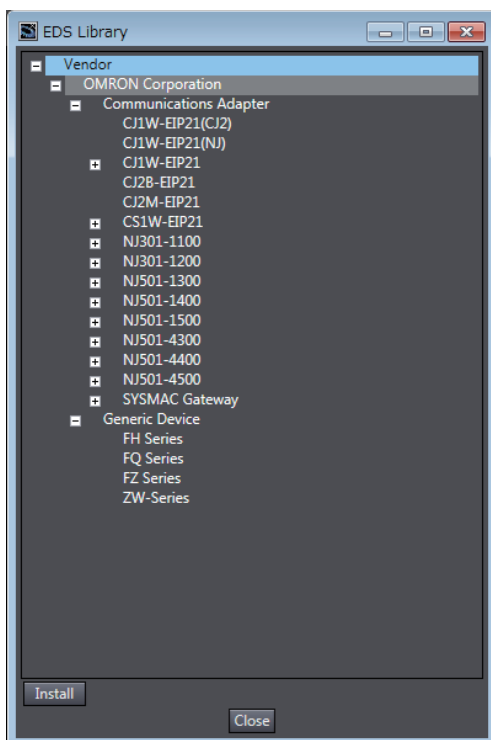 EDS Library
Vendor
OMRON Corporation
Communications Adapter
CJ1W-EIP21(CJ2)
CJ1W-EIP21(NJ)
CJ1W-EIP21
CJ2B-EIP21
CJ2M-EIP21
CS1W-EIP21
NJ301-1100
NJ301-1200
NJ501-1300
NJ501-1400
NJ501-1500
NJ501-4300
NJ501-4400
NJ501-4500
SYSMAC Gateway
Generic Device
FH Series
FQ Series
FZ Series
ZW-Series
Install
Close